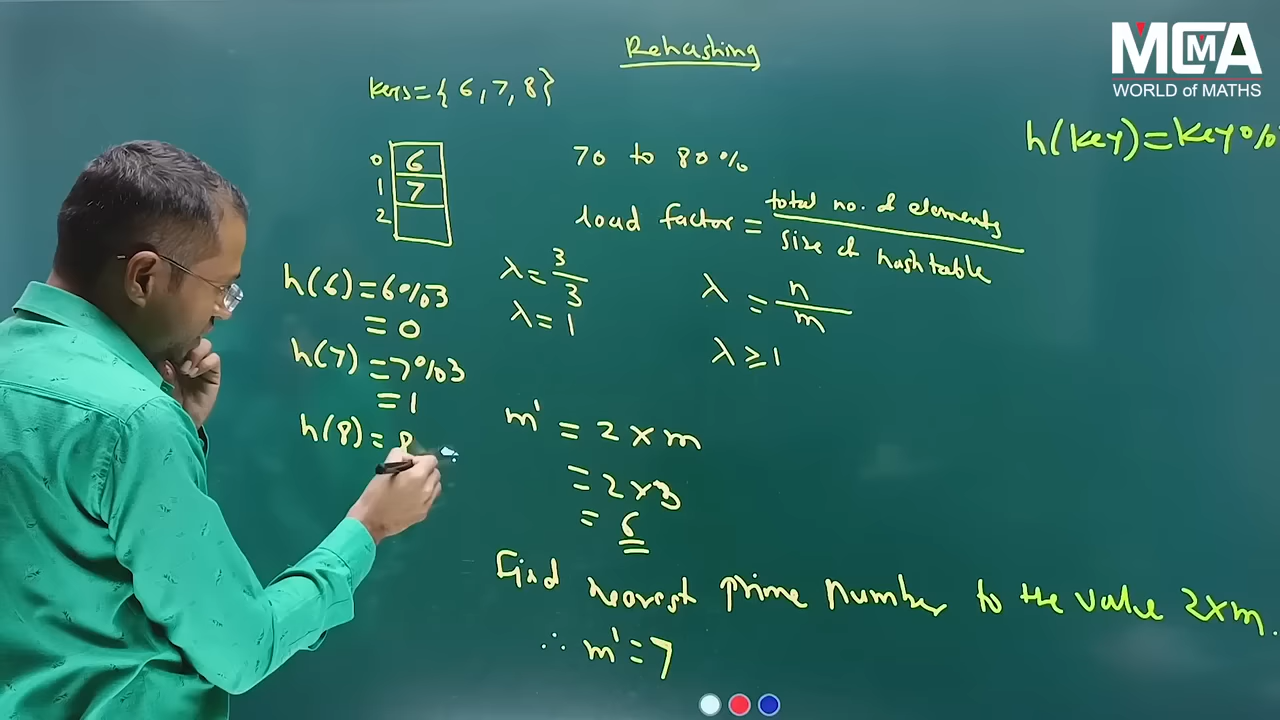 MCMA
WORLD of MATHS
Rehashing
keys={6,7,8}
h(key)=key%
0 6
1 7
2
70 to 80%
load factor = total no. of elements
size of hashtable
h(6)=6%3
=0
h(7)=7%3
=1
h(8)=8
λ=3/3
λ=1
λ=n/m
λ≥1
m'=2×m
=2×3
=6
Find nearest prime number to the value 2×m.
∴ m'=7